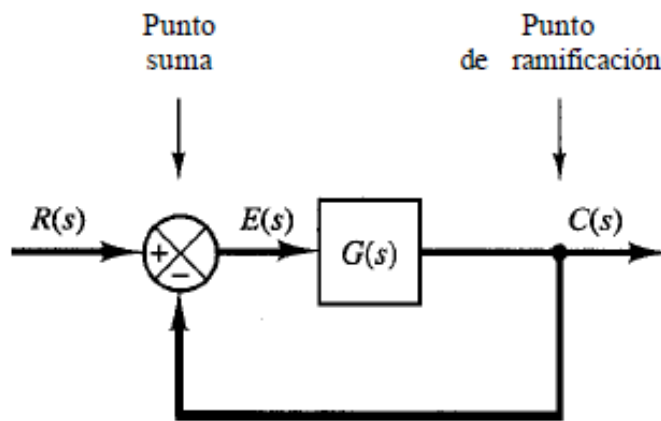 Punto
suma
Punto
de ramificación
R(s)
+
−
E(s)
G(s)
C(s)